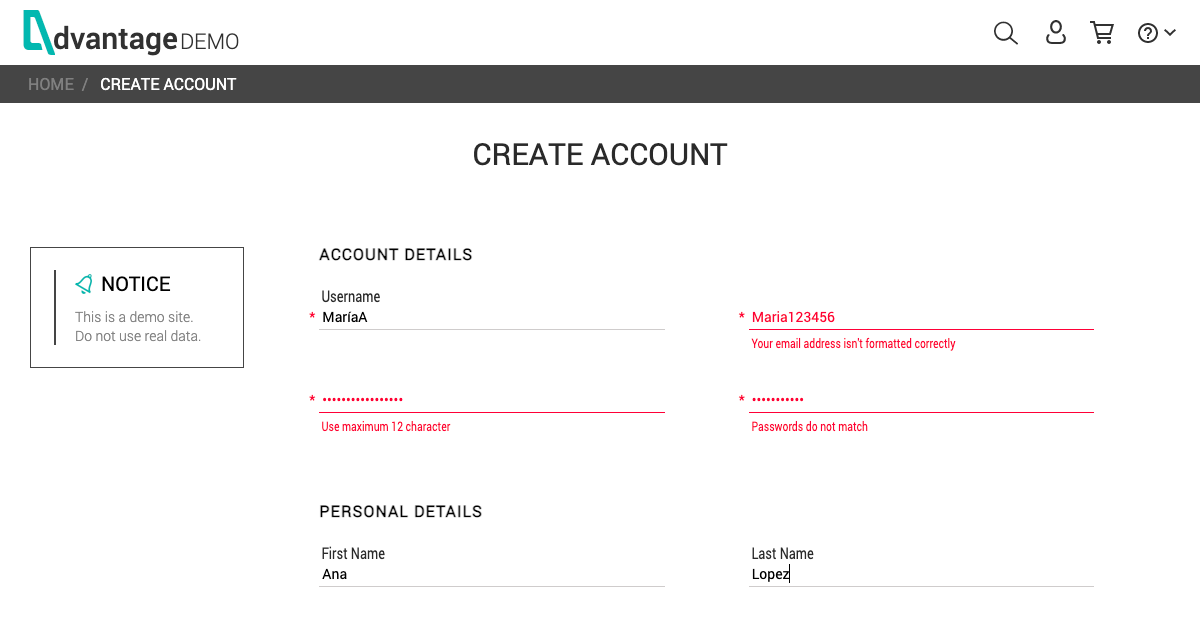 dvantage DEMO
HOME / CREATE ACCOUNT
CREATE ACCOUNT
NOTICE
This is a demo site.
Do not use real data.
ACCOUNT DETAILS
Username
* MaríaA
* Maria123456
Your email address isn't formatted correctly
* •••••••••••••••••
Use maximum 12 character
* •••••••••••
Passwords do not match
PERSONAL DETAILS
First Name
Ana
Last Name
Lopez